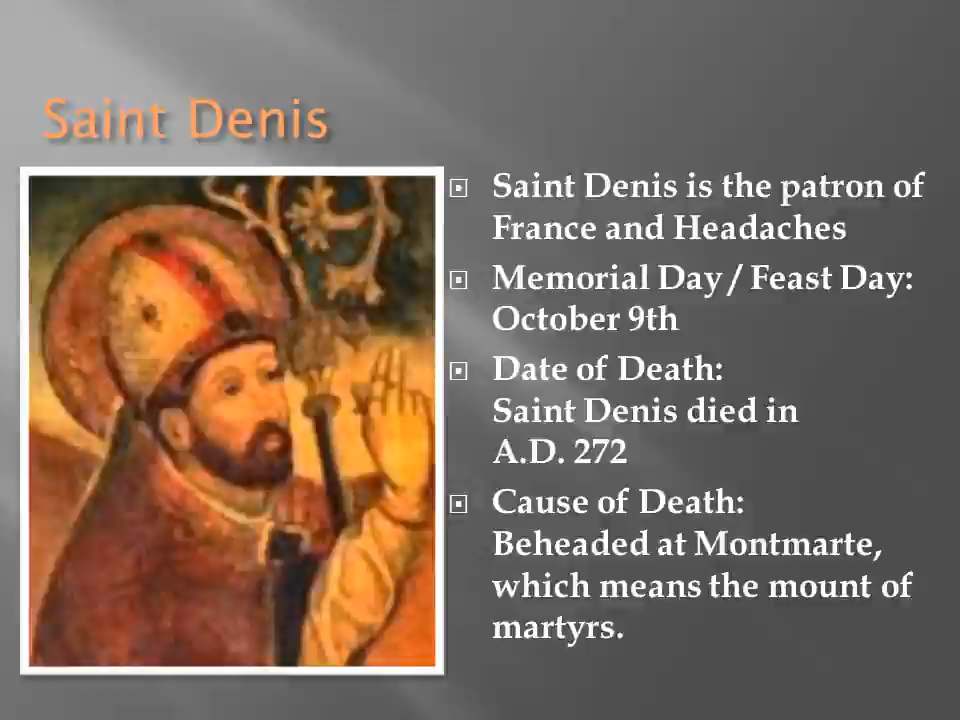 Saint Denis
Saint Denis is the patron of
France and Headaches
Memorial Day / Feast Day:
October 9th
Date of Death:
Saint Denis died in
A.D. 272
Cause of Death:
Beheaded at Montmarte,
which means the mount of
martyrs.